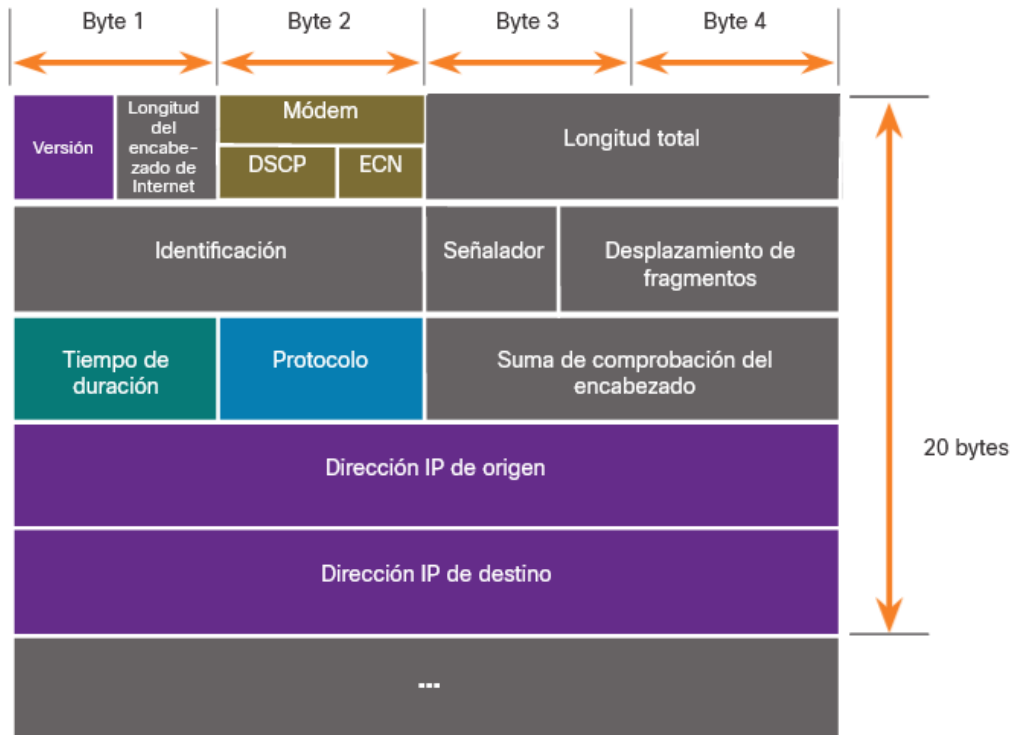 Byte 1
Byte 2
Byte 3
Byte 4
Versión
Longitud
del
encabe-
zado de
Internet
Módem
DSCP
ECN
Longitud total
Identificación
Señalador
Desplazamiento de
fragmentos
Tiempo de
duración
Protocolo
Suma de comprobación del
encabezado
Dirección IP de origen
20 bytes
Dirección IP de destino
...